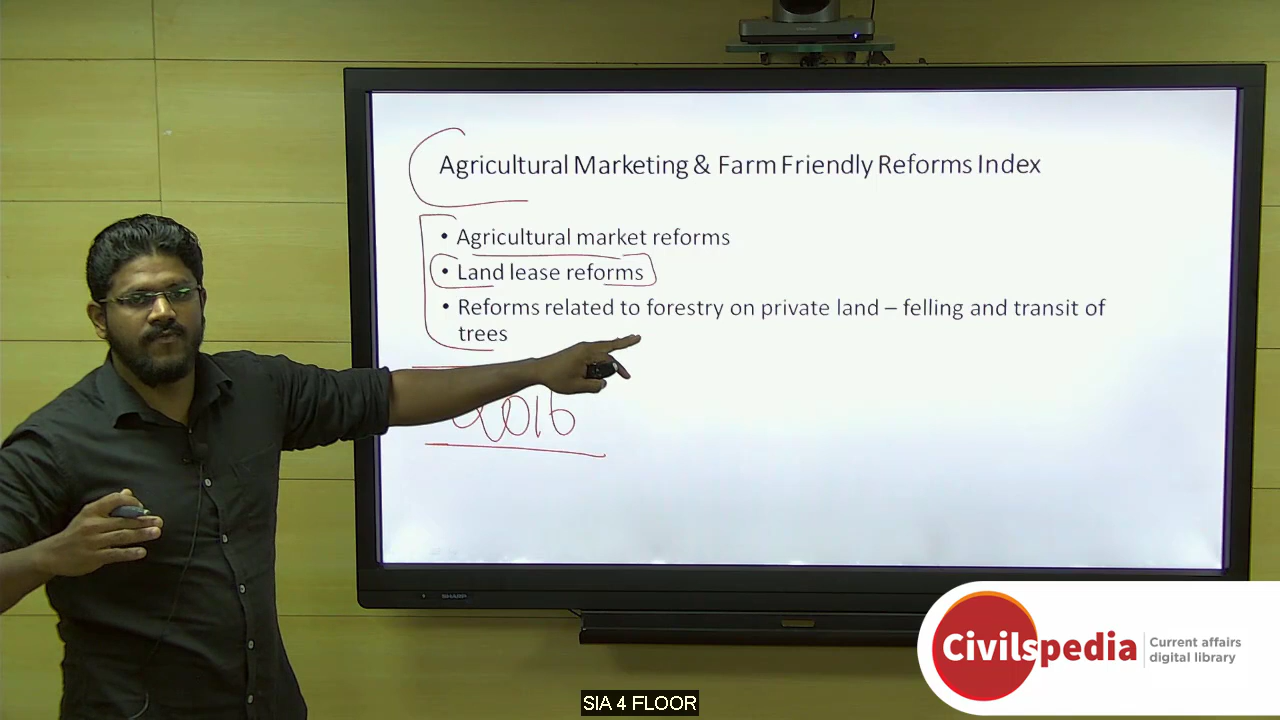 Agricultural Marketing & Farm Friendly Reforms Index
• Agricultural market reforms
• Land lease reforms
• Reforms related to forestry on private land – felling and transit of
trees
2016
SHARP
Civilspedia
Current affairs
digital library
SIA 4 FLOOR